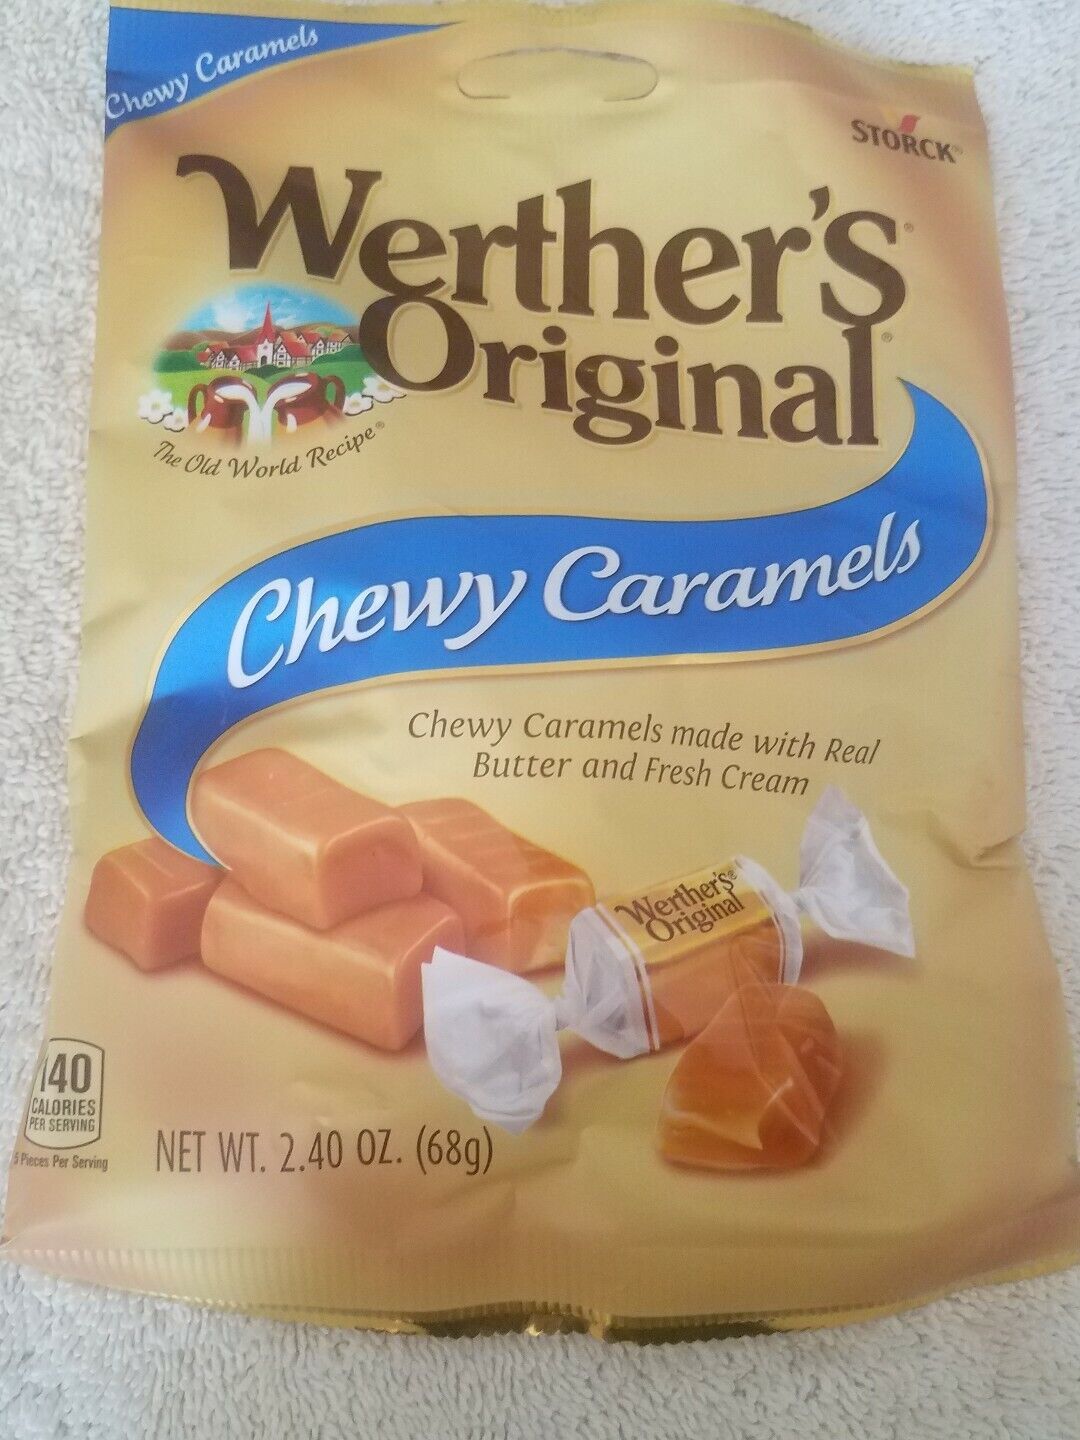 Chewy Caramels
STORCK®
Werther's®
Original®
The Old World Recipe®
Chewy Caramels
Chewy Caramels made with Real
Butter and Fresh Cream
Werther's®
Original
140
CALORIES
PER SERVING
5 Pieces Per Serving
NET WT. 2.40 OZ. (68g)